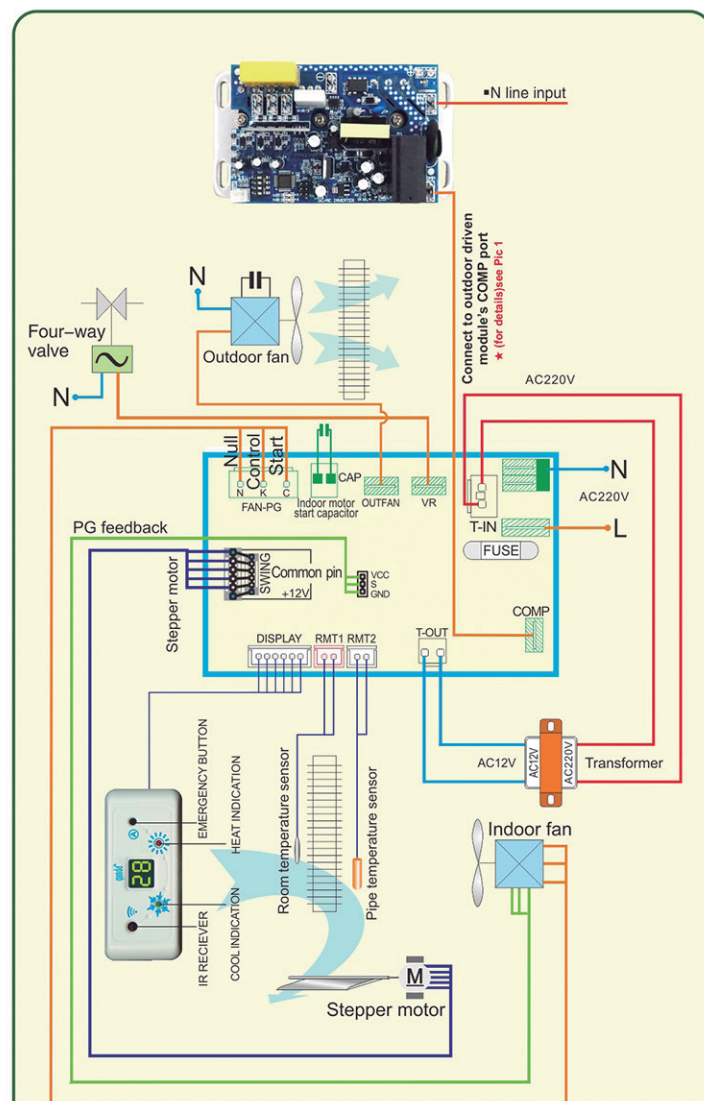 ▪N line input
Connect to outdoor driven
module's COMP port
★ (for details)see Pic 1
N
Outdoor fan
Four-way
valve
N
AC220V
Null
Control
Start
N K C
FAN-PG
CAP
Indoor motor
start capacitor
OUTFAN
VR
T-IN
N
AC220V
L
FUSE
PG feedback
Stepper motor
SWING
Common pin
+12V
VCC
S
GND
COMP
DISPLAY
RMT1
RMT2
T-OUT
AC12V
AC12V
AC220V
Transformer
EMERGENCY BUTTON
HEAT INDICATION
28
IR RECIEVER
COOL INDICATION
Room temperature sensor
Pipe temperature sensor
Indoor fan
M
Stepper motor